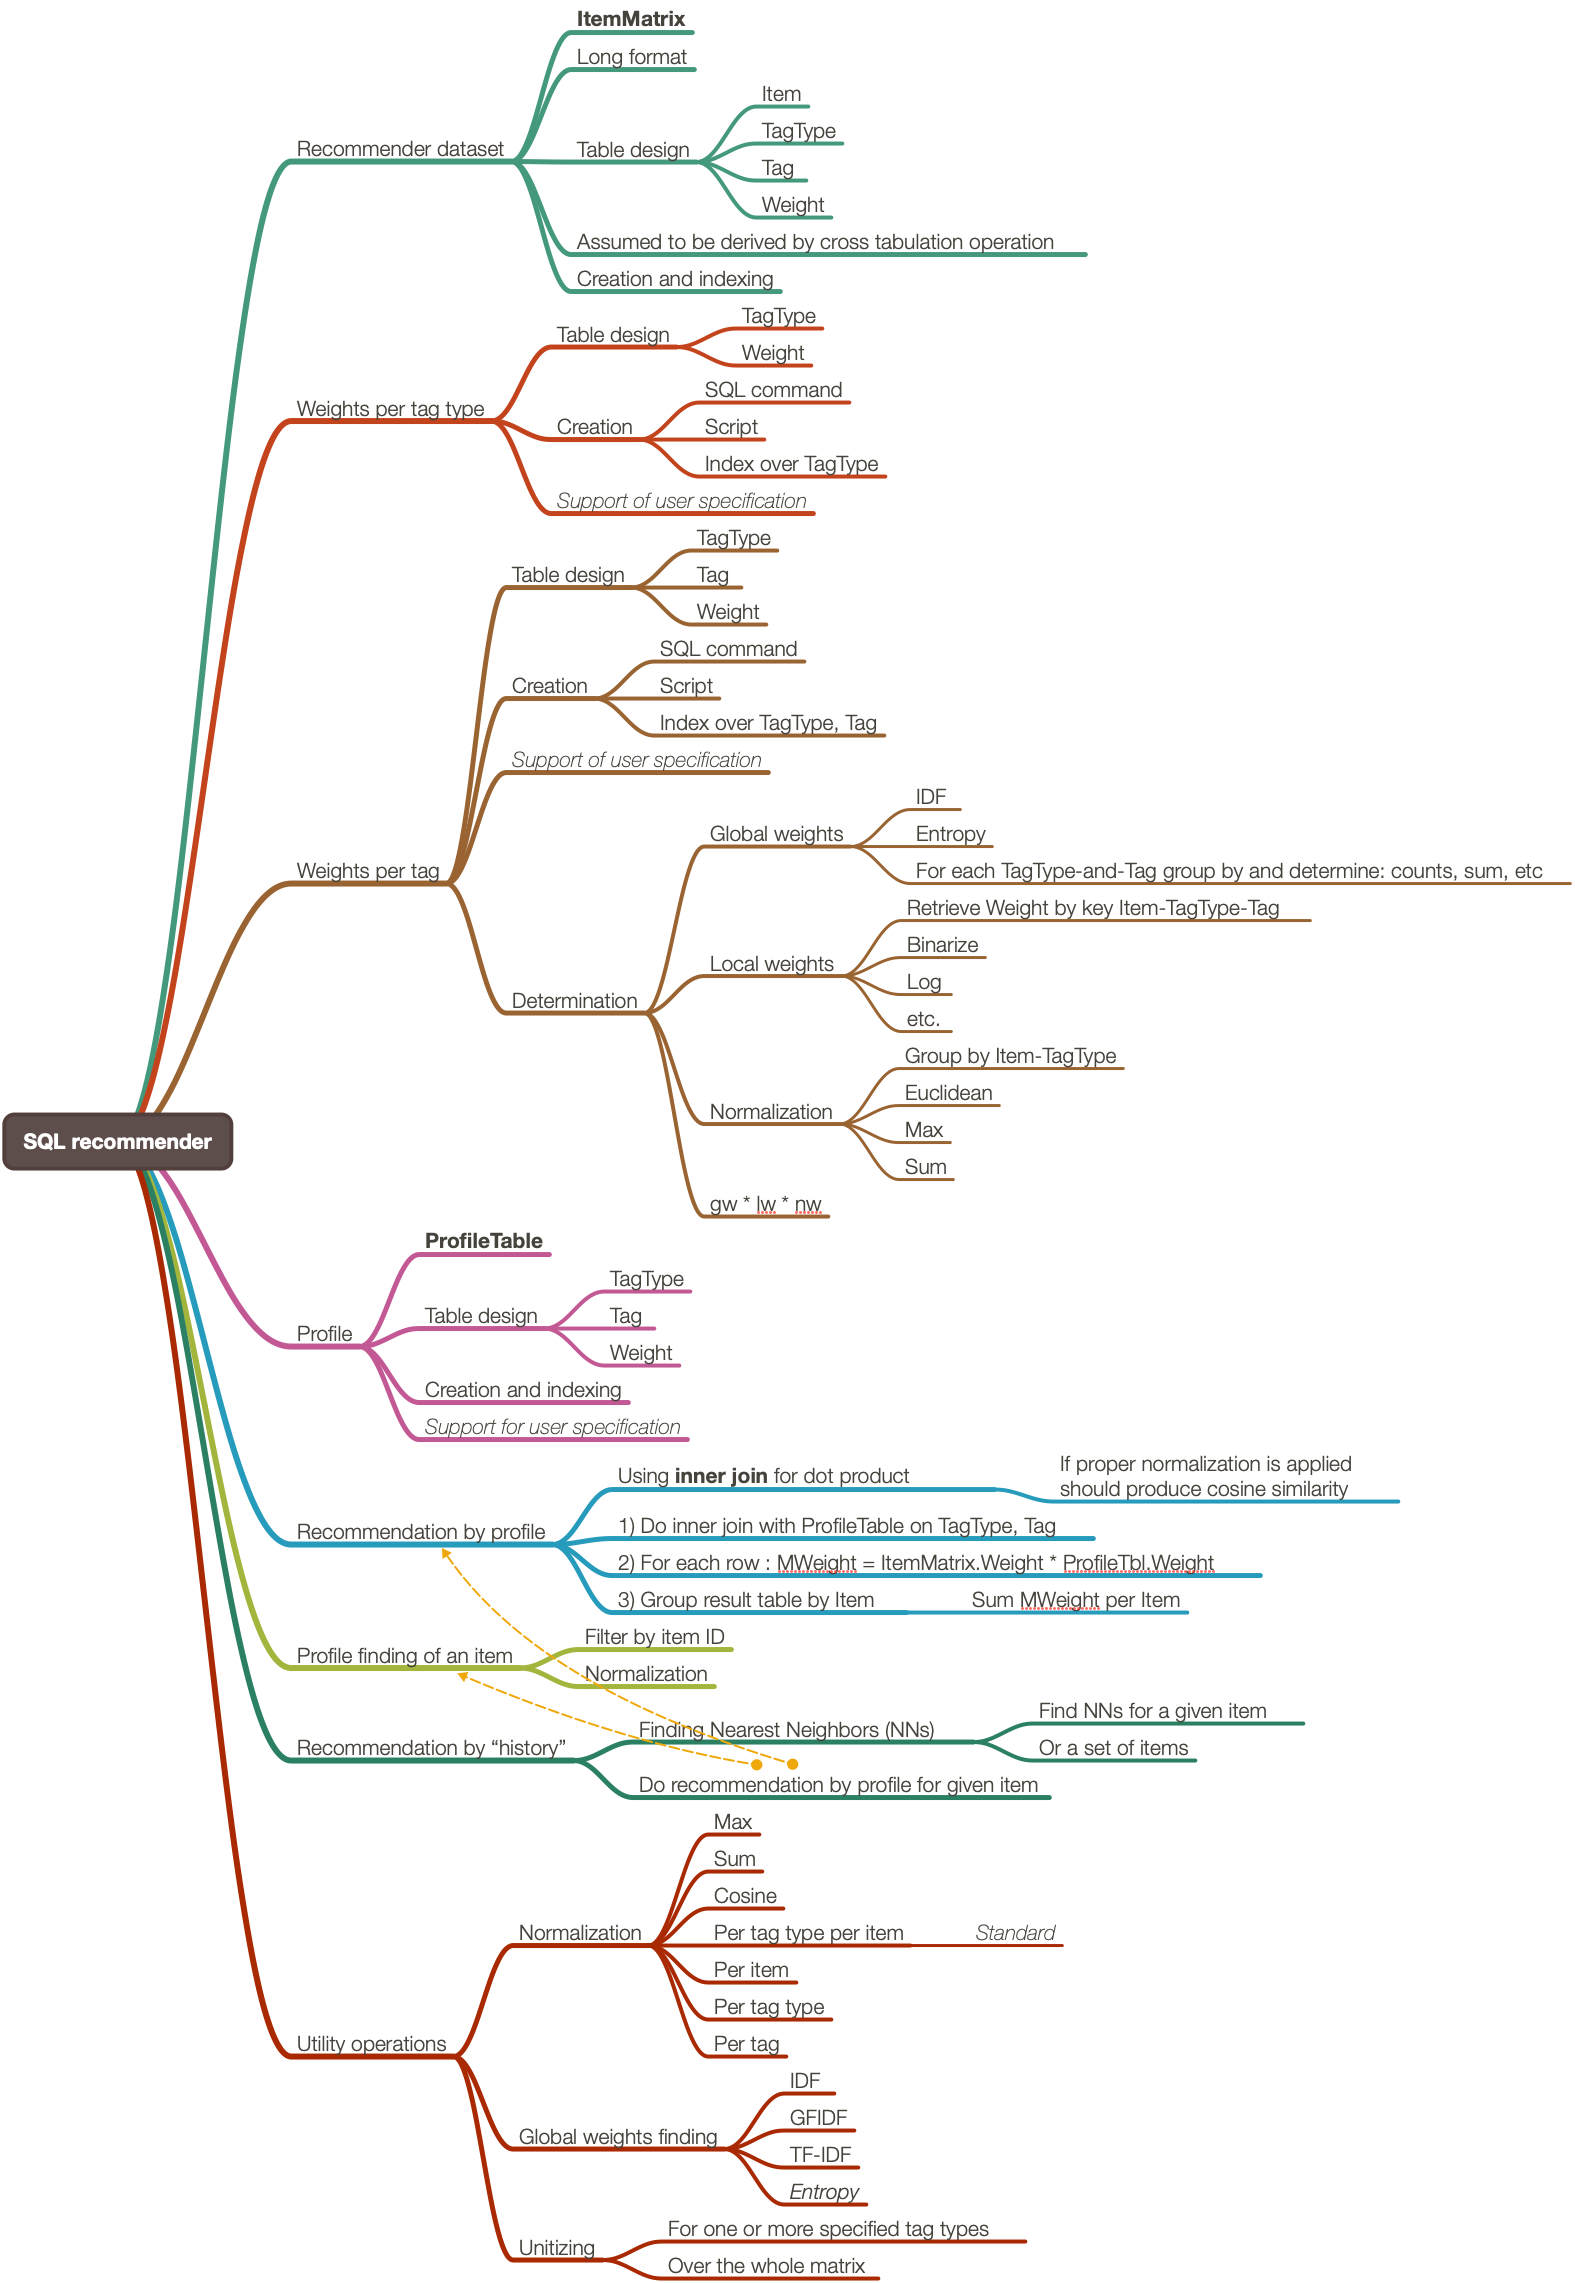 ItemMatrix
Long format
Item
TagType
Recommender dataset
Table design
Tag
Weight
Assumed to be derived by cross tabulation operation
Creation and indexing
TagType
Table design
Weight
SQL command
Weights per tag type
Creation
Script
Index over TagType
Support of user specification
TagType
Table design
Tag
Weight
SQL command
Creation
Script
Index over TagType, Tag
Support of user specification
IDF
Global weights
Entropy
Weights per tag
For each TagType-and-Tag group by and determine: counts, sum, etc
Retrieve Weight by key Item-TagType-Tag
Binarize
Local weights
Log
Determination
etc.
Group by Item-TagType
Euclidean
Normalization
Max
SQL recommender
Sum
gw * lw * nw
ProfileTable
TagType
Table design
Tag
Profile
Weight
Creation and indexing
Support for user specification
Using inner join for dot product
If proper normalization is applied
should produce cosine similarity
Recommendation by profile
1) Do inner join with ProfileTable on TagType, Tag
2) For each row : MWeight = ItemMatrix.Weight * ProfileTbl.Weight
3) Group result table by Item
Sum MWeight per Item
Filter by item ID
Profile finding of an item
Normalization
Find NNs for a given item
Finding Nearest Neighbors (NNs)
Recommendation by “history”
Or a set of items
Do recommendation by profile for given item
Max
Sum
Cosine
Normalization
Per tag type per item
Standard
Per item
Per tag type
Utility operations
Per tag
IDF
GFIDF
Global weights finding
TF-IDF
Entropy
For one or more specified tag types
Unitizing
Over the whole matrix